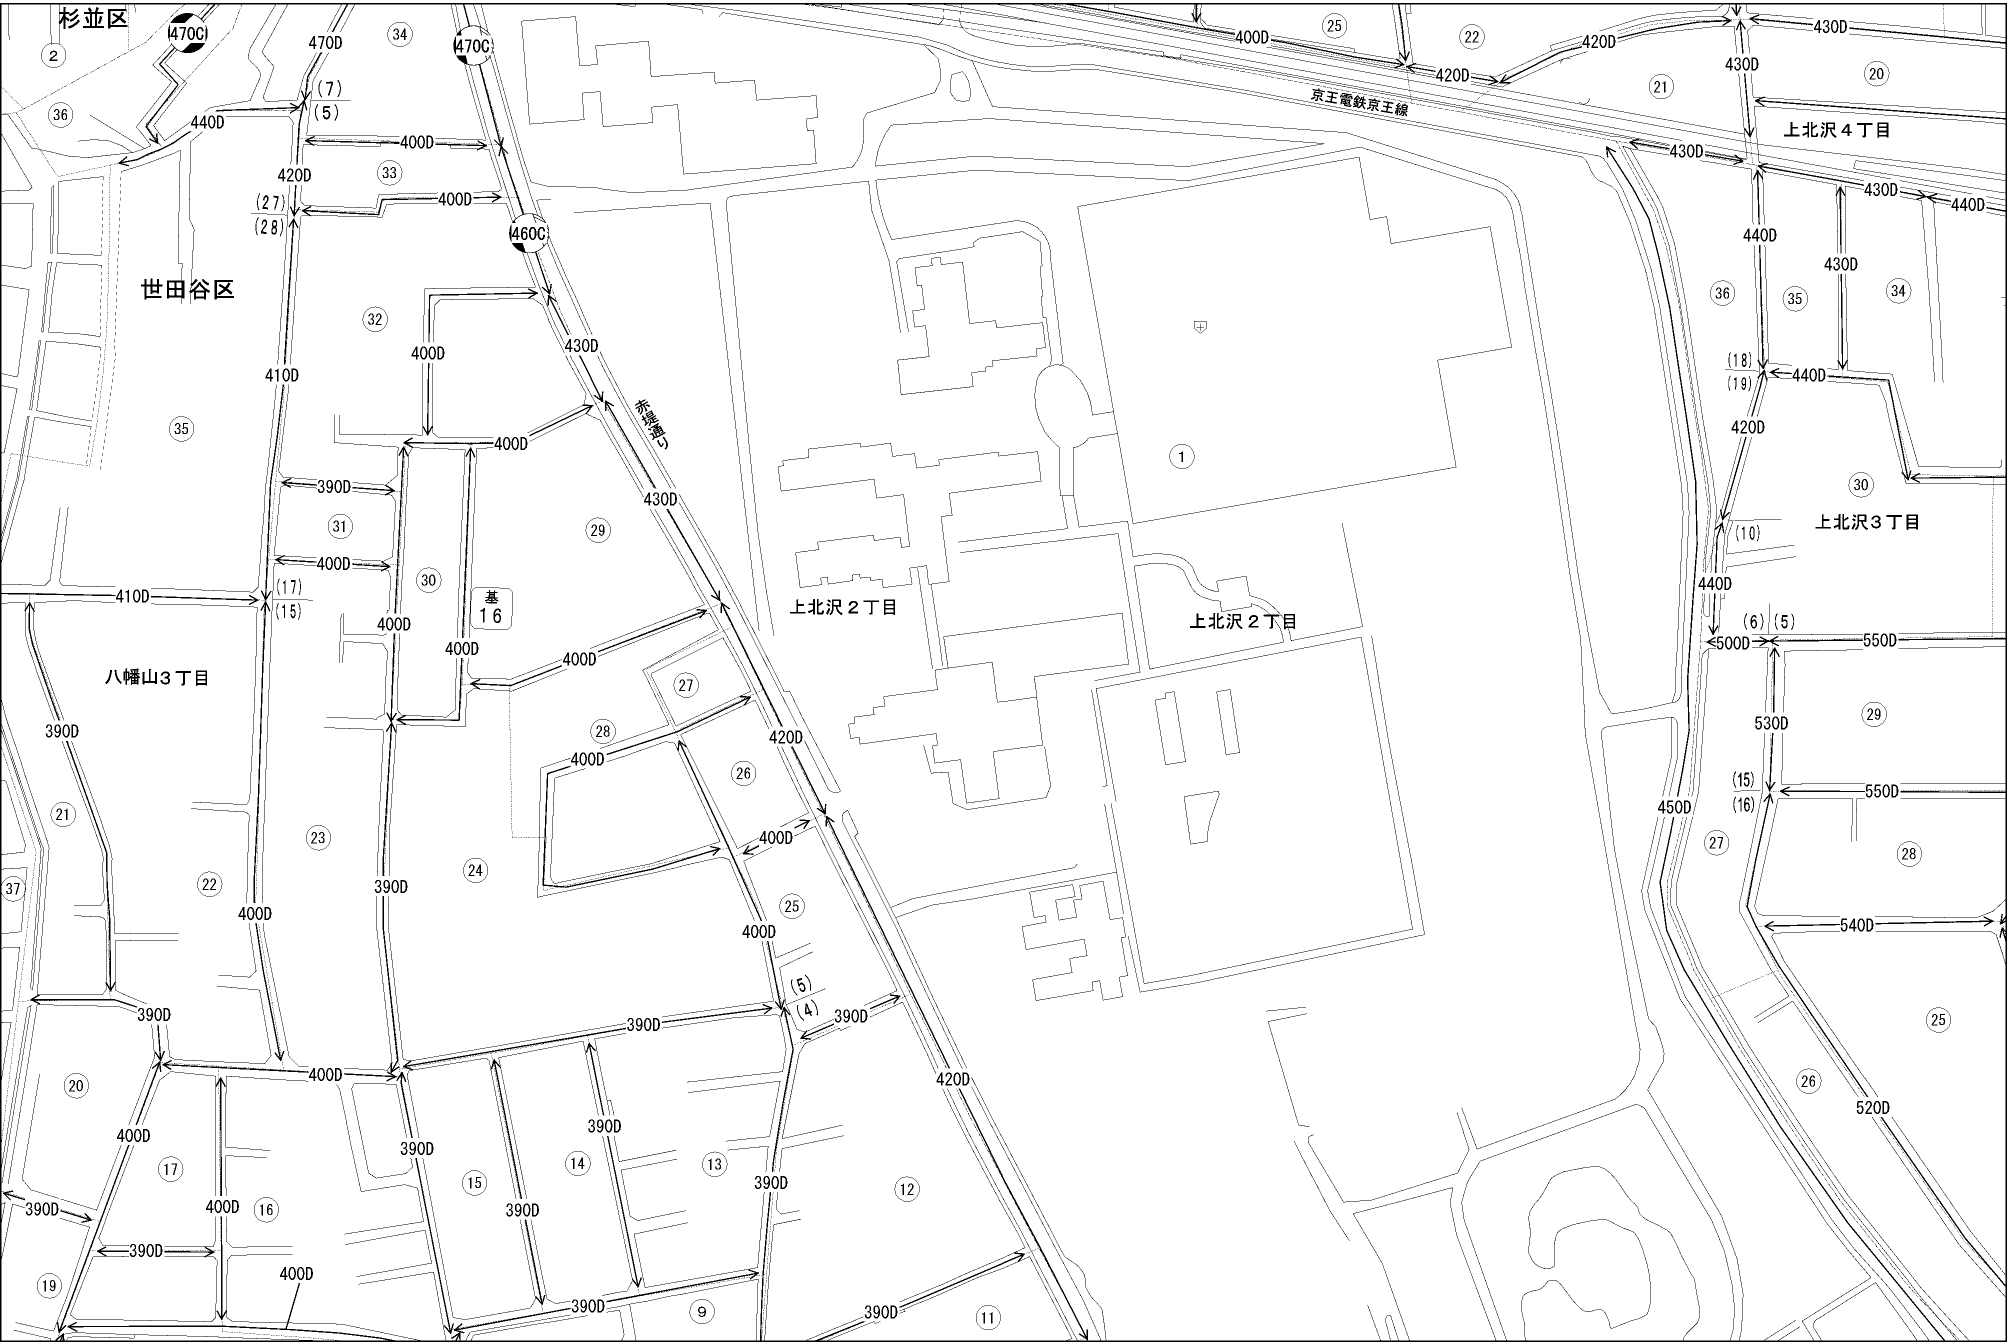 杉並区
470C
2
36
440D
470D
34
(7)
(5)
470C
400D
33
420D
400D
(27)
(28)
460C
世田谷区
32
400D
430D
410D
35
400D
赤堤通り
390D
31
430D
29
400D
30
基
16
(17)
(15)
410D
400D
400D
400D
八幡山3丁目
27
28
390D
400D
420D
26
21
23
400D
24
390D
37
22
400D
25
400D
(5)
(4)
390D
390D
390D
400D
20
400D
390D
390D
14
13
17
15
12
390D
400D
16
390D
390D
420D
390D
19
400D
390D
9
390D
11
400D
25
22
420D
420D
430D
430D
20
21
京王電鉄京王線
上北沢4丁目
430D
430D
440D
440D
430D
36
35
34
(18)
(19)
440D
420D
1
30
上北沢3丁目
(10)
440D
上北沢2丁目
上北沢2丁目
(6)
(5)
500D
550D
530D
29
(15)
(16)
550D
450D
27
28
540D
25
26
520D